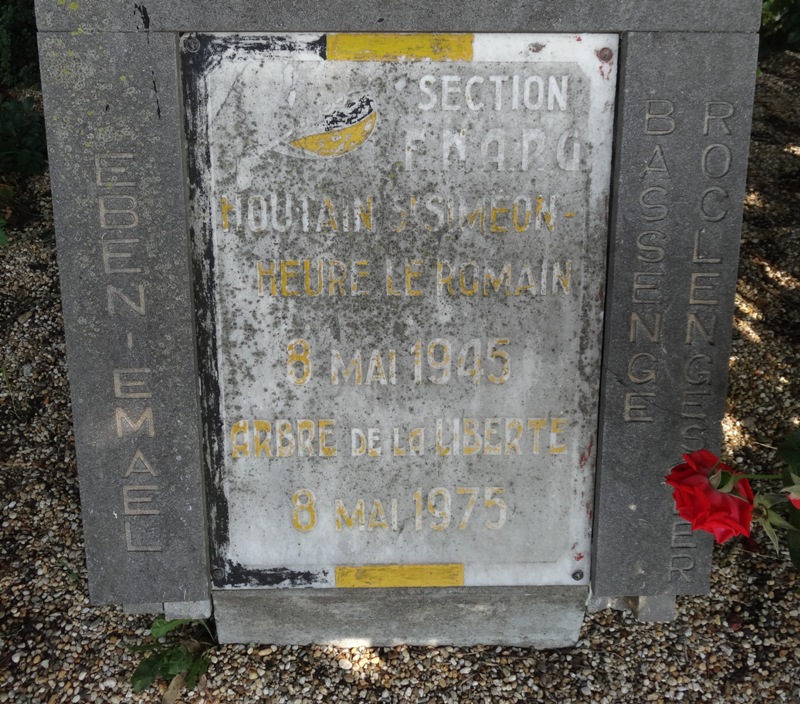 EBEN-EMAEL
SECTION
F.N.A.P.G
HOUTAIN St SIMEON-
HEURE LE ROMAIN
8 MAI 1945
ARBRE DE LA LIBERTE
8 MAI 1975
BASSENGE
ROCLENGE S/GEER